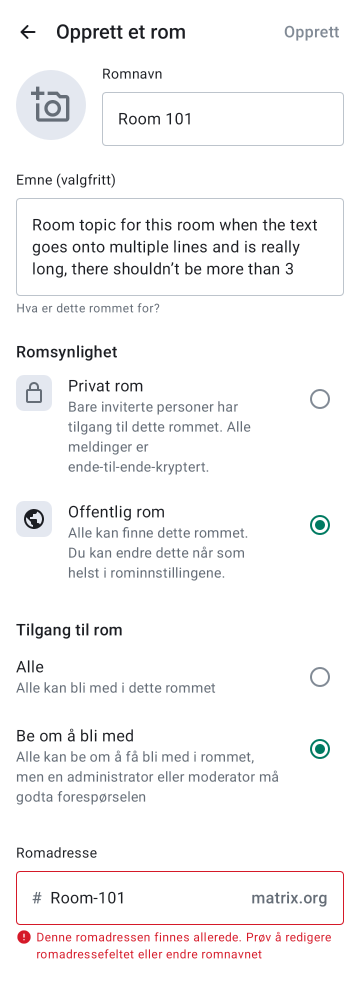 Opprett et rom
Opprett
Romnavn
Room 101
Emne (valgfritt)
Room topic for this room when the text
goes onto multiple lines and is really
long, there shouldn’t be more than 3
Hva er dette rommet for?
Romsynlighet
Privat rom
Bare inviterte personer har
tilgang til dette rommet. Alle
meldinger er
ende-til-ende-kryptert.
Offentlig rom
Alle kan finne dette rommet.
Du kan endre dette når som
helst i rominnstillingene.
Tilgang til rom
Alle
Alle kan bli med i dette rommet
Be om å bli med
Alle kan be om å få bli med i rommet,
men en administrator eller moderator må
godta forespørselen
Romadresse
# Room-101 matrix.org
Denne romadressen finnes allerede. Prøv å redigere
romadressefeltet eller endre romnavnet